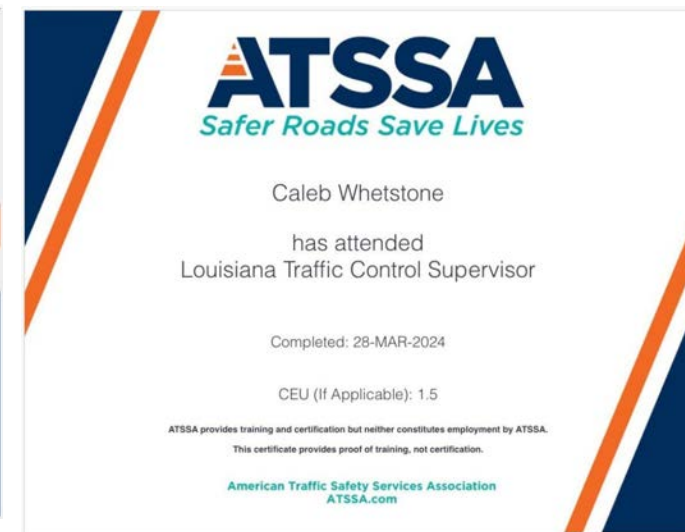 ATSSA
Safer Roads Save Lives
Caleb Whetstone
has attended
Louisiana Traffic Control Supervisor
Completed: 28-MAR-2024
CEU (If Applicable): 1.5
ATSSA provides training and certification but neither constitutes employment by ATSSA.
This certificate provides proof of training, not certification.
American Traffic Safety Services Association
ATSSA.com